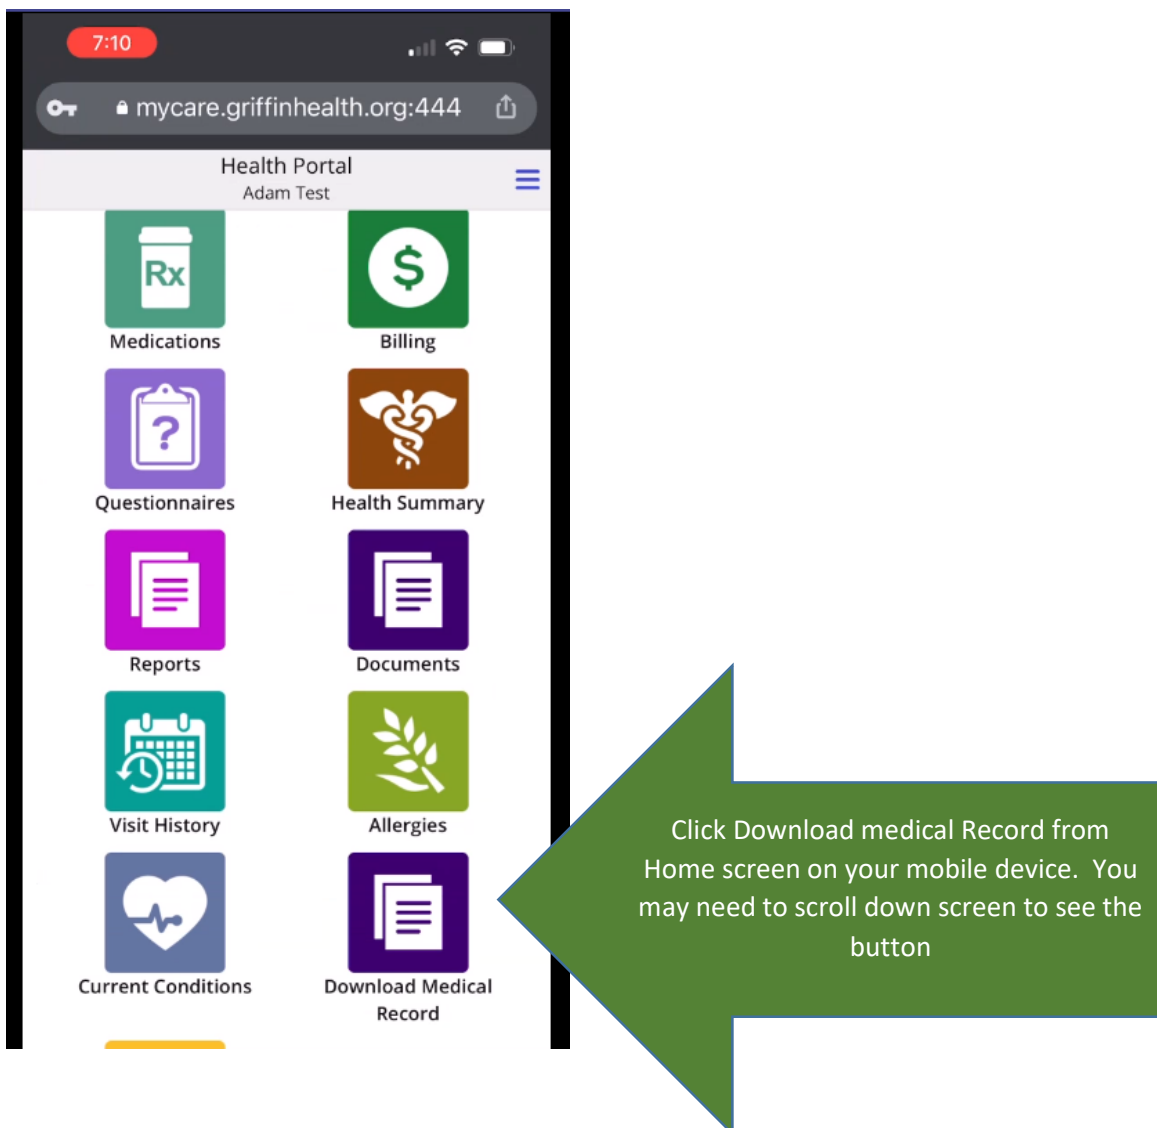 7:10
mycare.griffinhealth.org:444
Health Portal
Adam Test
Rx
$
Medications
Billing
?
Questionnaires
Health Summary
Reports
Documents
Visit History
Allergies
Current Conditions
Download Medical
Record
Click Download medical Record from
Home screen on your mobile device. You
may need to scroll down screen to see the
button